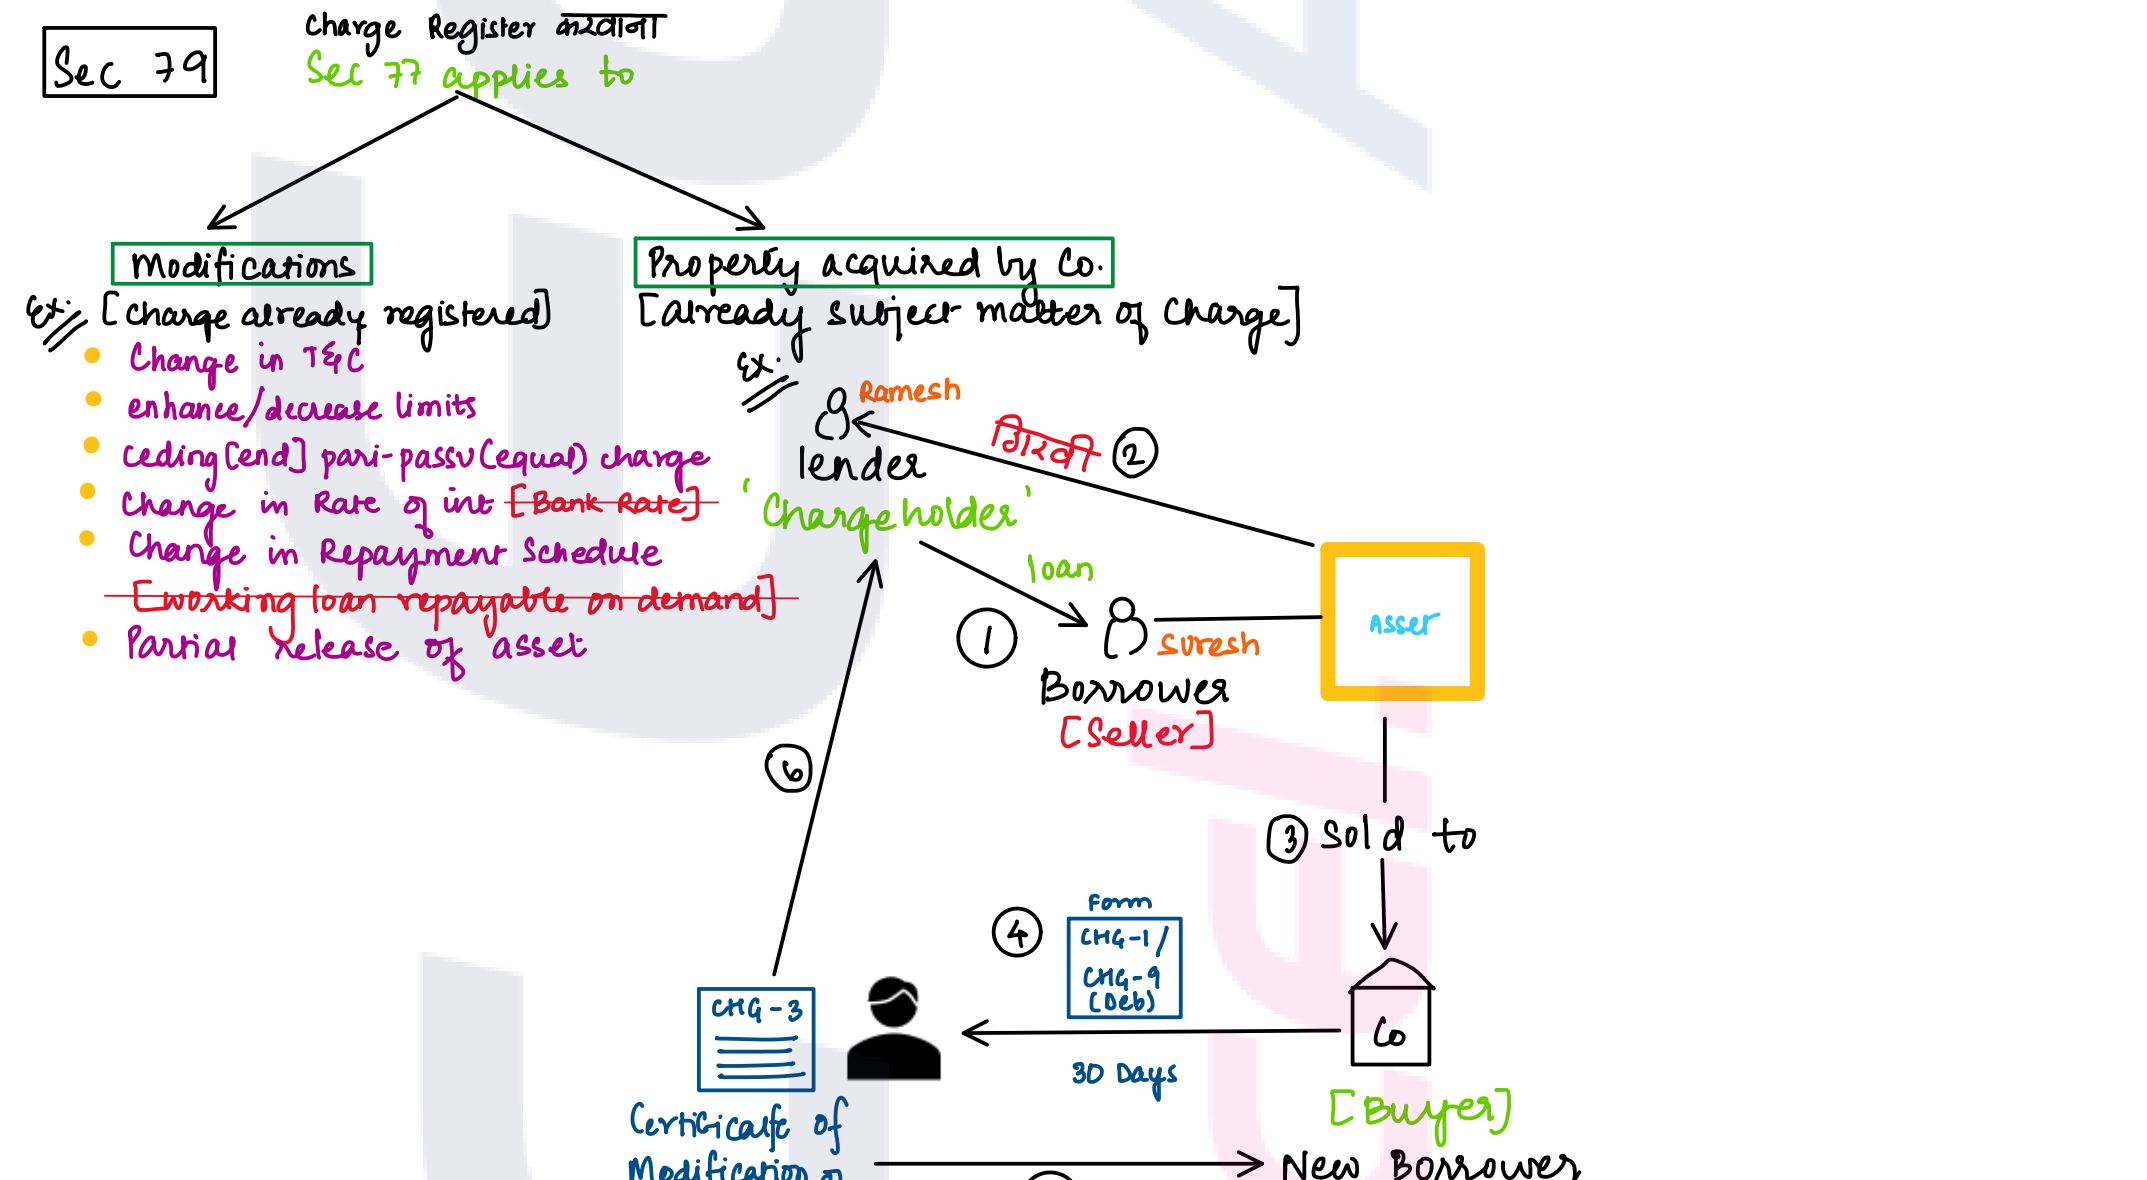 Sec 79
Charge Register करवाना
Sec 77 applies to
Modifications
Ex.
[Charge already registered]
Change in T&C
enhance/decrease limits
ceding [end] pari-passu (equal) charge
Change in Rate of int [Bank Rate]
Change in Repayment Schedule
[working loan repayable on demand]
Partial release of asset
Property acquired by Co.
[already subject matter of Charge]
Ex.
Ramesh
lender
'Chargeholder'
गिरवी
2
loan
1
Suresh
Borrower
[Seller]
Asset
3 Sold to
Form
CHG-1/
CHG-9
(Deb)
4
30 Days
Co
[Buyer]
New Borrower
6
CHG-3
Certificate of
Modification